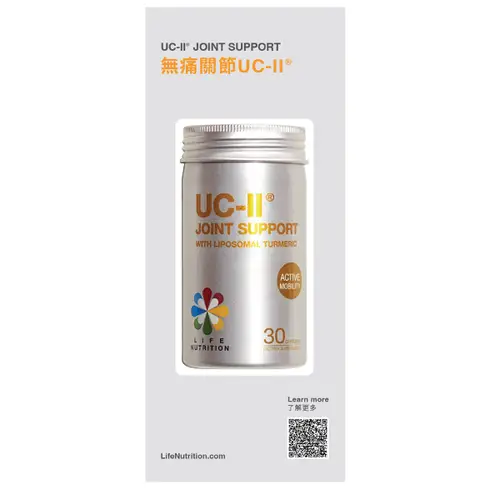 UC-II® JOINT SUPPORT
無痛關節UC-II®
UC-II®
JOINT SUPPORT
WITH LIPOSOMAL TURMERIC
ACTIVE
MOBILITY
LIFE
NUTRITION
30
Learn more
了解更多
LifeNutrition.com